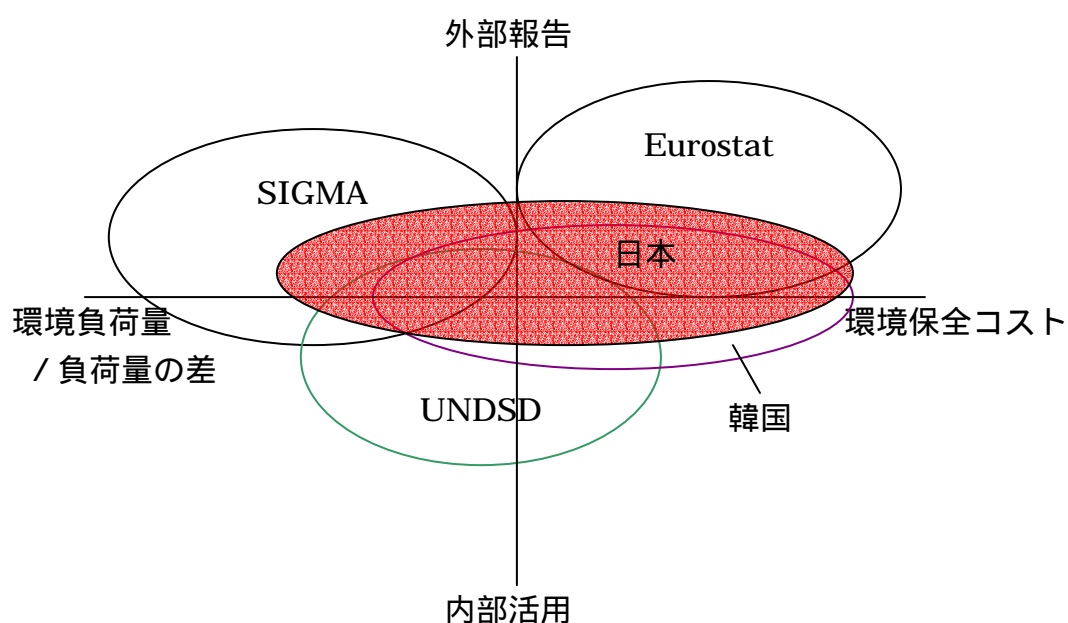 外部報告
Eurostat
SIGMA
日本
環境負荷量
/ 負荷量の差
環境保全コスト
UNDSD
韓国
内部活用